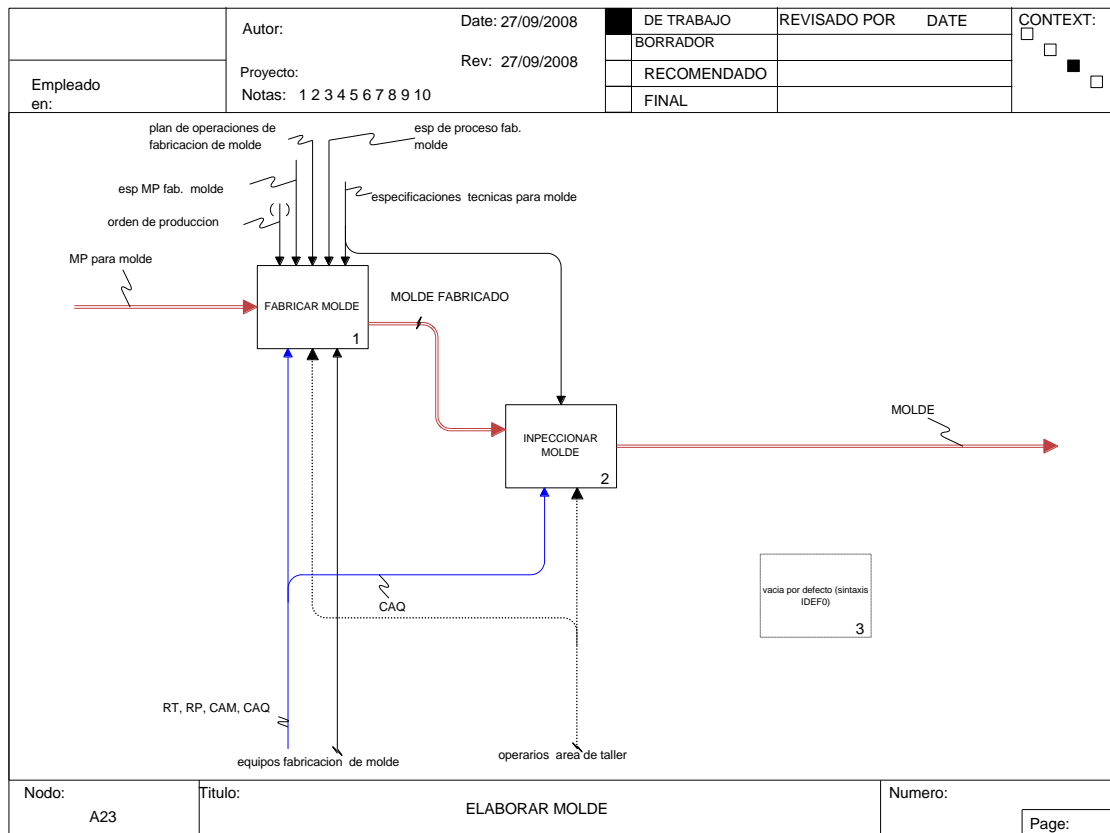 Autor:
Date: 27/09/2008
DE TRABAJO
REVISADO POR DATE
CONTEXT:
BORRADOR
Rev: 27/09/2008
Empleado
en:
Proyecto:
RECOMENDADO
Notas: 1 2 3 4 5 6 7 8 9 10
FINAL
plan de operaciones de
fabricacion de molde
esp de proceso fab.
molde
esp MP fab. molde
especificaciones tecnicas para molde
( )
orden de produccion
MP para molde
FABRICAR MOLDE
1
MOLDE FABRICADO
INPECCIONAR
MOLDE
2
MOLDE
CAQ
vacia por defecto (sintaxis
IDEF0)
3
RT, RP, CAM, CAQ
equipos fabricacion de molde
operarios area de taller
Nodo:
A23
Titulo:
ELABORAR MOLDE
Numero:
Page: